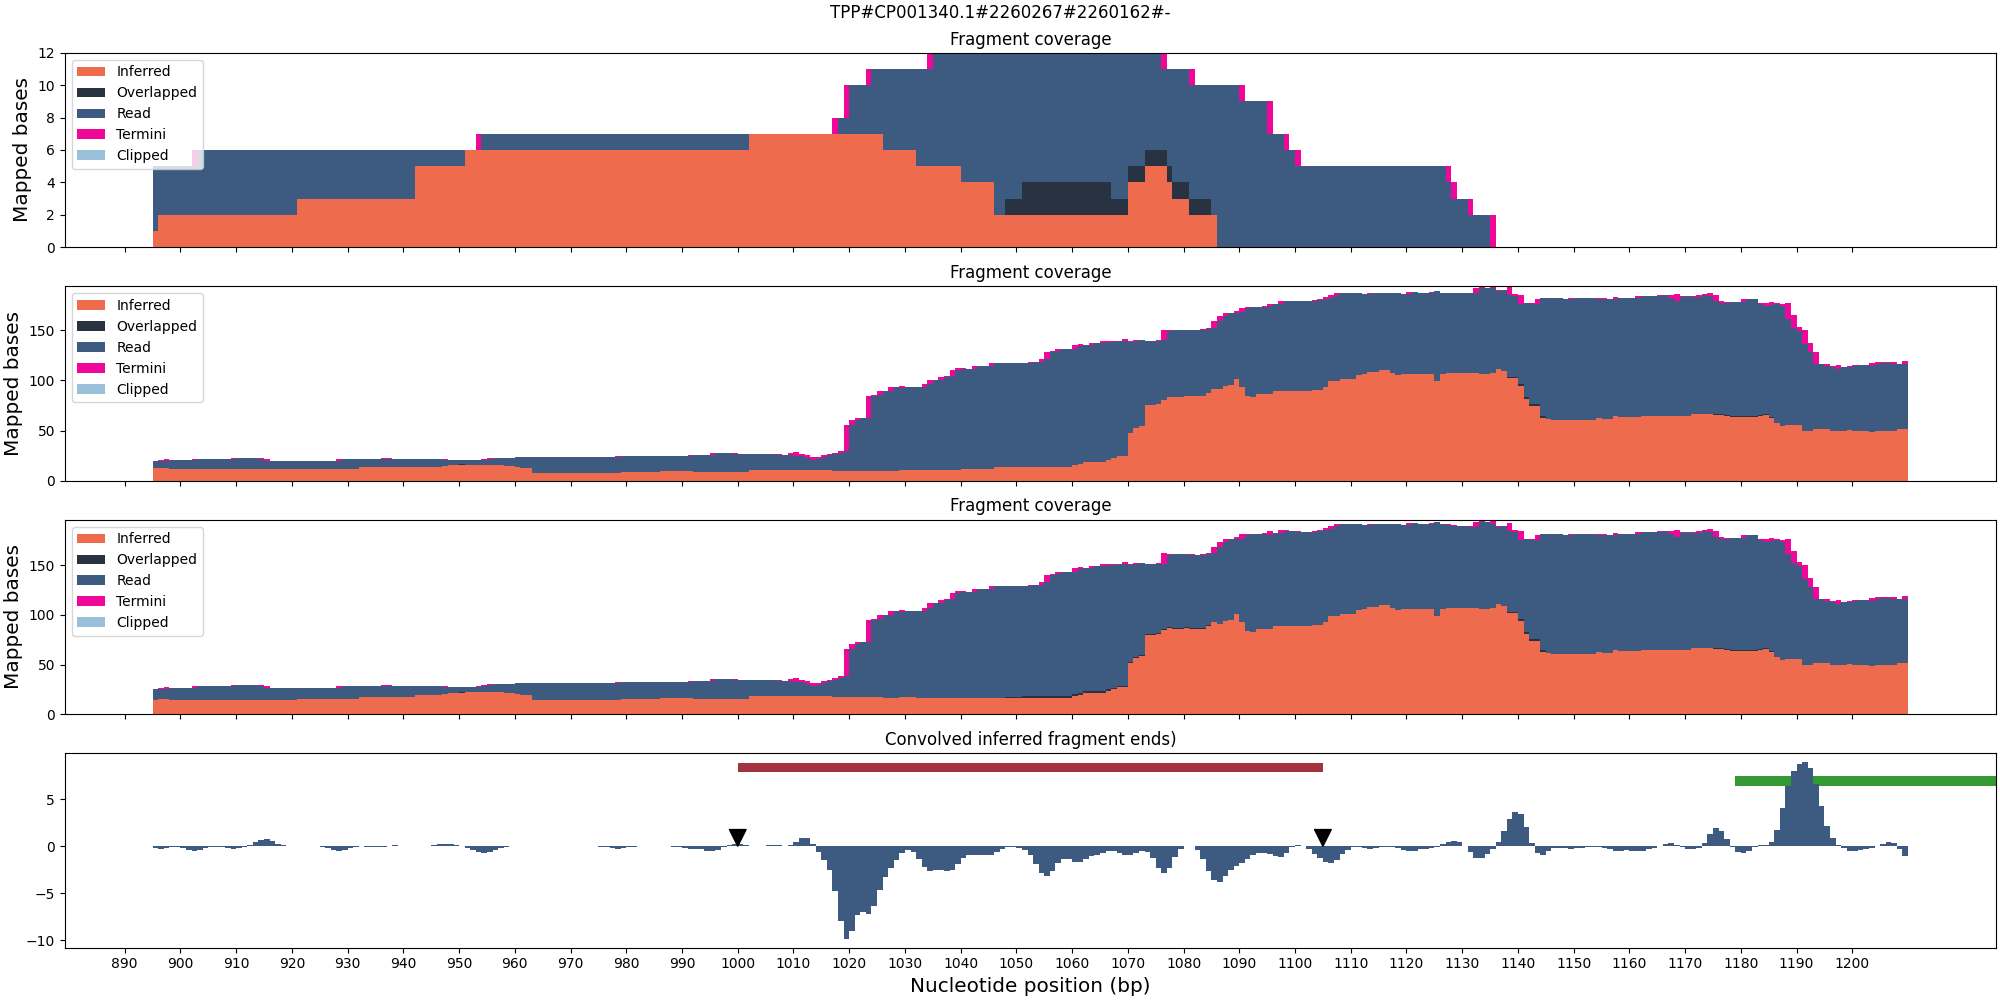 TPP#CP001340.1#2260267#2260162#-
Fragment coverage
Mapped bases
12
10
8
6
4
2
0
Inferred
Overlapped
Read
Termini
Clipped
890 900 910 920 930 940 950 960 970 980 990 1000 1010 1020 1030 1040 1050 1060 1070 1080 1090 1100 1110 1120 1130 1140 1150 1160 1170 1180 1190 1200
Fragment coverage
Mapped bases
150
100
50
0
Inferred
Overlapped
Read
Termini
Clipped
Fragment coverage
Mapped bases
150
100
50
0
Inferred
Overlapped
Read
Termini
Clipped
Convolved inferred fragment ends)
5
0
−5
−10
Nucleotide position (bp)